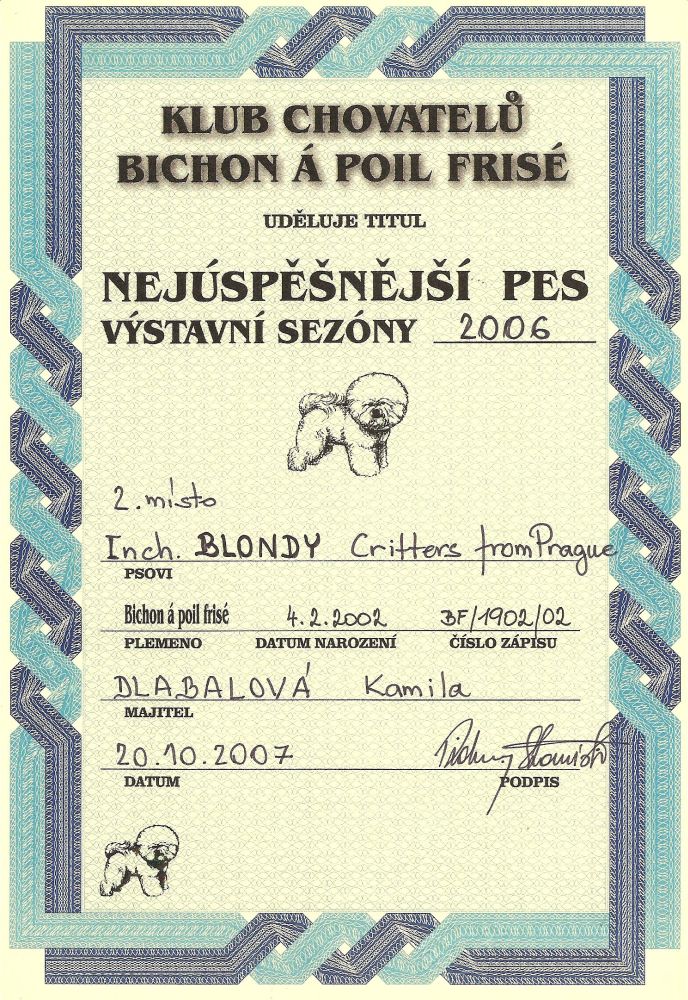 KLUB CHOVATELŮ
BICHON Á POIL FRISÉ
UDĚLUJE TITUL
NEJÚSPĚŠNĚJŠÍ PES
VÝSTAVNÍ SEZÓNY 2006
2. místo
Inch. BLONDY Critters from Prague
PSOVI
Bichon á poil frisé 4.2.2002 BF/1902/02
PLEMENO DATUM NAROZENÍ ČÍSLO ZÁPISU
DLABALOVÁ Kamila
MAJITEL
20.10.2007
DATUM PODPIS